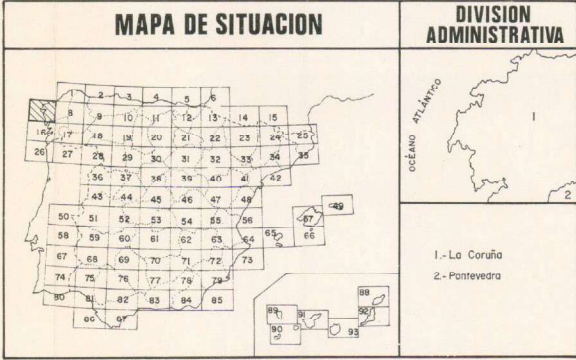 MAPA DE SITUACION
1 2 3 4 5 6
8 9 10 11 12 13 14 15
17 18 19 20 21 22 23 24 25
26 27 28 29 30 31 32 33 34 35
36 37 38 39 40 41 42
43 44 45 46 47 48 49
50 51 52 53 54 55 56 57
58 59 60 61 62 63 64 65 66
67 68 69 70 71 72 73
74 75 76 77 78 79
80 81 82 83 84 85
86 87
88
89 91 92
90 93
DIVISION
ADMINISTRATIVA
OCÉANO ATLÁNTICO
1
2
1.- La Coruña
2.- Pontevedra